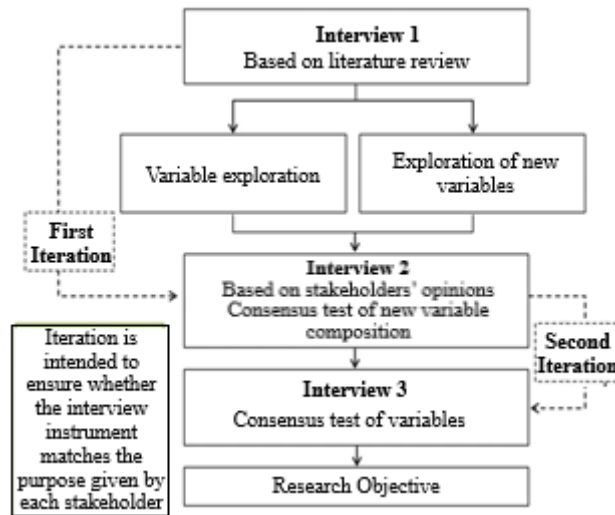 Interview 1
Based on literature review
Variable exploration
Exploration of new
variables
First
Iteration
Interview 2
Based on stakeholders' opinions
Consensus test of new variable
composition
Second
Iteration
Iteration is
intended to
ensure whether
the interview
instrument
matches the
purpose given by
each stakeholder
Interview 3
Consensus test of variables
Research Objective